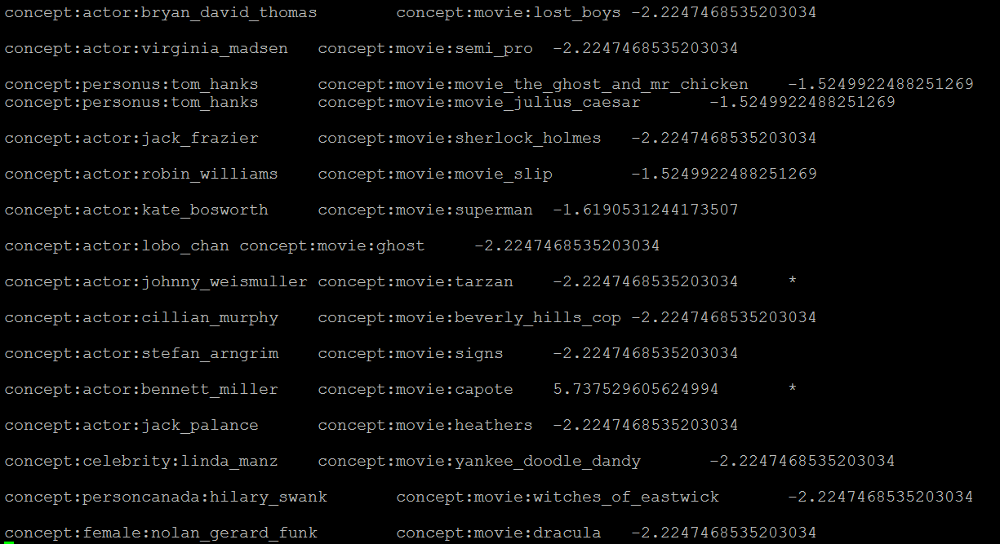 concept:actor:bryan_david_thomas concept:movie:lost_boys -2.2247468535203034
concept:actor:virginia_madsen concept:movie:semi_pro -2.2247468535203034
concept:personus:tom_hanks concept:movie:movie_the_ghost_and_mr_chicken -1.5249922488251269
concept:personus:tom_hanks concept:movie:movie_julius_caesar -1.5249922488251269
concept:actor:jack_frazier concept:movie:sherlock_holmes -2.2247468535203034
concept:actor:robin_williams concept:movie:movie_slip -1.5249922488251269
concept:actor:kate_bosworth concept:movie:superman -1.6190531244173507
concept:actor:lobo_chan concept:movie:ghost -2.2247468535203034
concept:actor:johnny_weismuller concept:movie:tarzan -2.2247468535203034 *
concept:actor:cillian_murphy concept:movie:beverly_hills_cop -2.2247468535203034
concept:actor:stefan_arngrim concept:movie:signs -2.2247468535203034
concept:actor:bennett_miller concept:movie:capote 5.737529605624994 *
concept:actor:jack_palance concept:movie:heathers -2.2247468535203034
concept:celebrity:linda_manz concept:movie:yankee_doodle_dandy -2.2247468535203034
concept:personcanada:hilary_swank concept:movie:witches_of_eastwick -2.2247468535203034
concept:female:nolan_gerard_funk concept:movie:dracula -2.2247468535203034